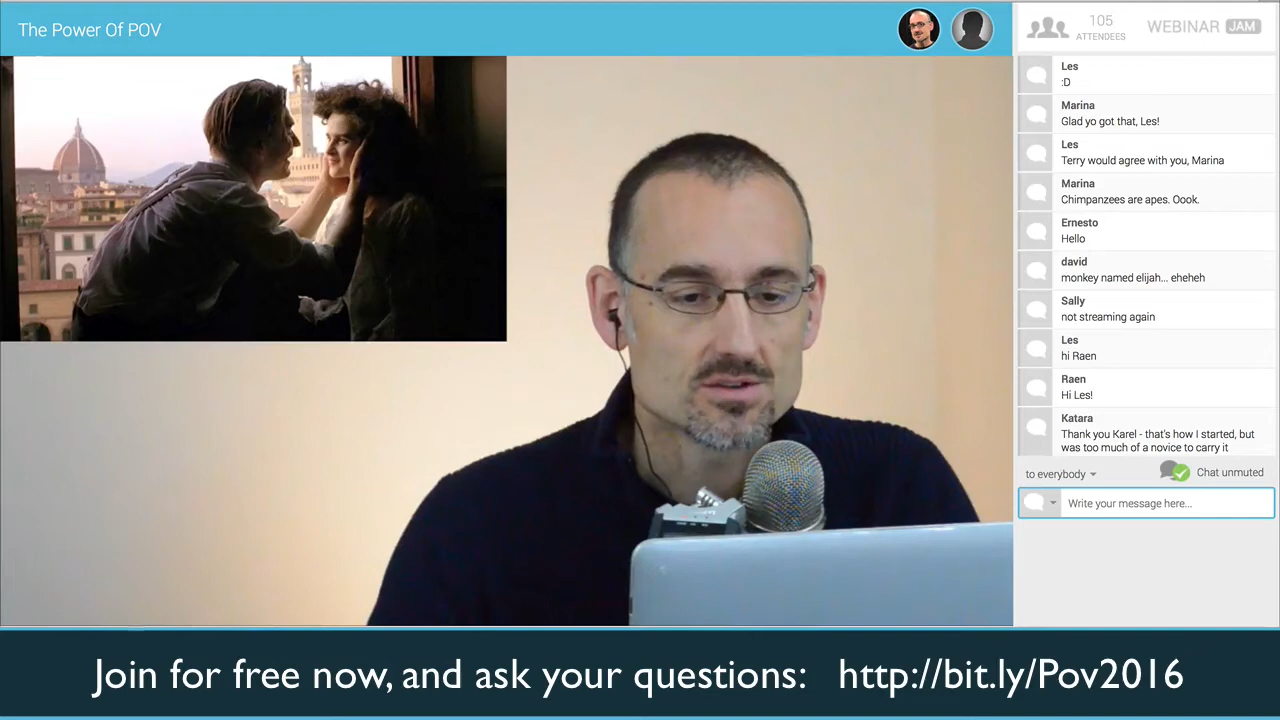 The Power Of POV
105
ATTENDEES
WEBINAR JAM
Les
:D
Marina
Glad yo got that, Les!
Les
Terry would agree with you, Marina
Marina
Chimpanzees are apes. Oook.
Ernesto
Hello
david
monkey named elijah... eheheh
Sally
not streaming again
Les
hi Raen
Raen
Hi Les!
Katara
Thank you Karel - that's how I started, but
was too much of a novice to carry it
to everybody
Chat unmuted
Write your message here...
Join for free now, and ask your questions: http://bit.ly/Pov2016